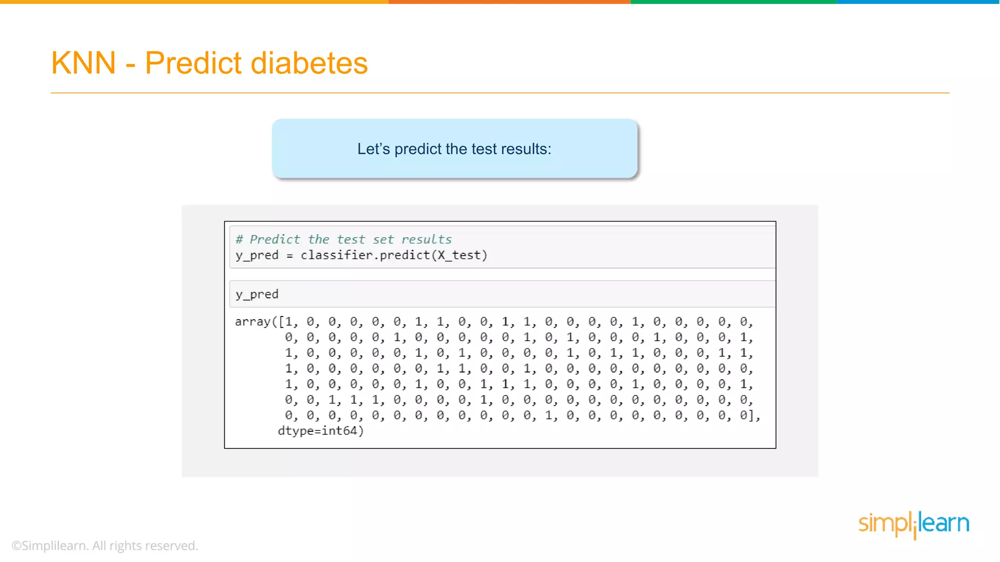 KNN - Predict diabetes
Let’s predict the test results:
# Predict the test set results
y_pred = classifier.predict(X_test)
y_pred
array([1, 0, 0, 0, 0, 0, 1, 1, 0, 0, 1, 1, 0, 0, 0, 0, 1, 0, 0, 0, 0, 0,
0, 0, 0, 0, 0, 1, 0, 0, 0, 0, 0, 1, 0, 1, 0, 0, 0, 1, 0, 0, 0, 1,
1, 0, 0, 0, 0, 0, 1, 0, 1, 0, 0, 0, 0, 1, 0, 1, 1, 0, 0, 0, 1, 1,
1, 0, 0, 0, 0, 0, 0, 1, 1, 0, 0, 1, 0, 0, 0, 0, 0, 0, 0, 0, 0, 0,
1, 0, 0, 0, 0, 0, 1, 0, 0, 1, 1, 1, 0, 0, 0, 0, 1, 0, 0, 0, 0, 1,
0, 0, 1, 1, 1, 0, 0, 0, 0, 1, 0, 0, 0, 0, 0, 0, 0, 0, 0, 0, 0, 0,
0, 0, 0, 0, 0, 0, 0, 0, 0, 0, 0, 0, 1, 0, 0, 0, 0, 0, 0, 0, 0, 0],
dtype=int64)
simplilearn
©Simplilearn. All rights reserved.